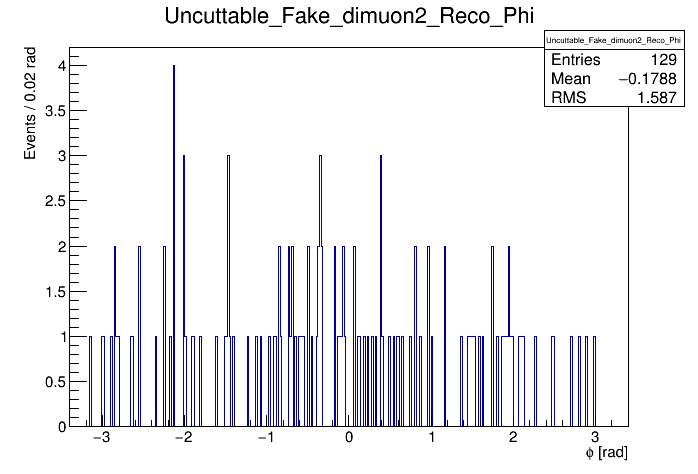 Uncuttable_Fake_dimuon2_Reco_Phi
Uncuttable_Fake_dimuon2_Reco_Phi
Entries 129
Mean −0.1788
RMS 1.587
Events / 0.02 rad
4
3.5
3
2.5
2
1.5
1
0.5
0
−3 −2 −1 0 1 2 3
ϕ [rad]